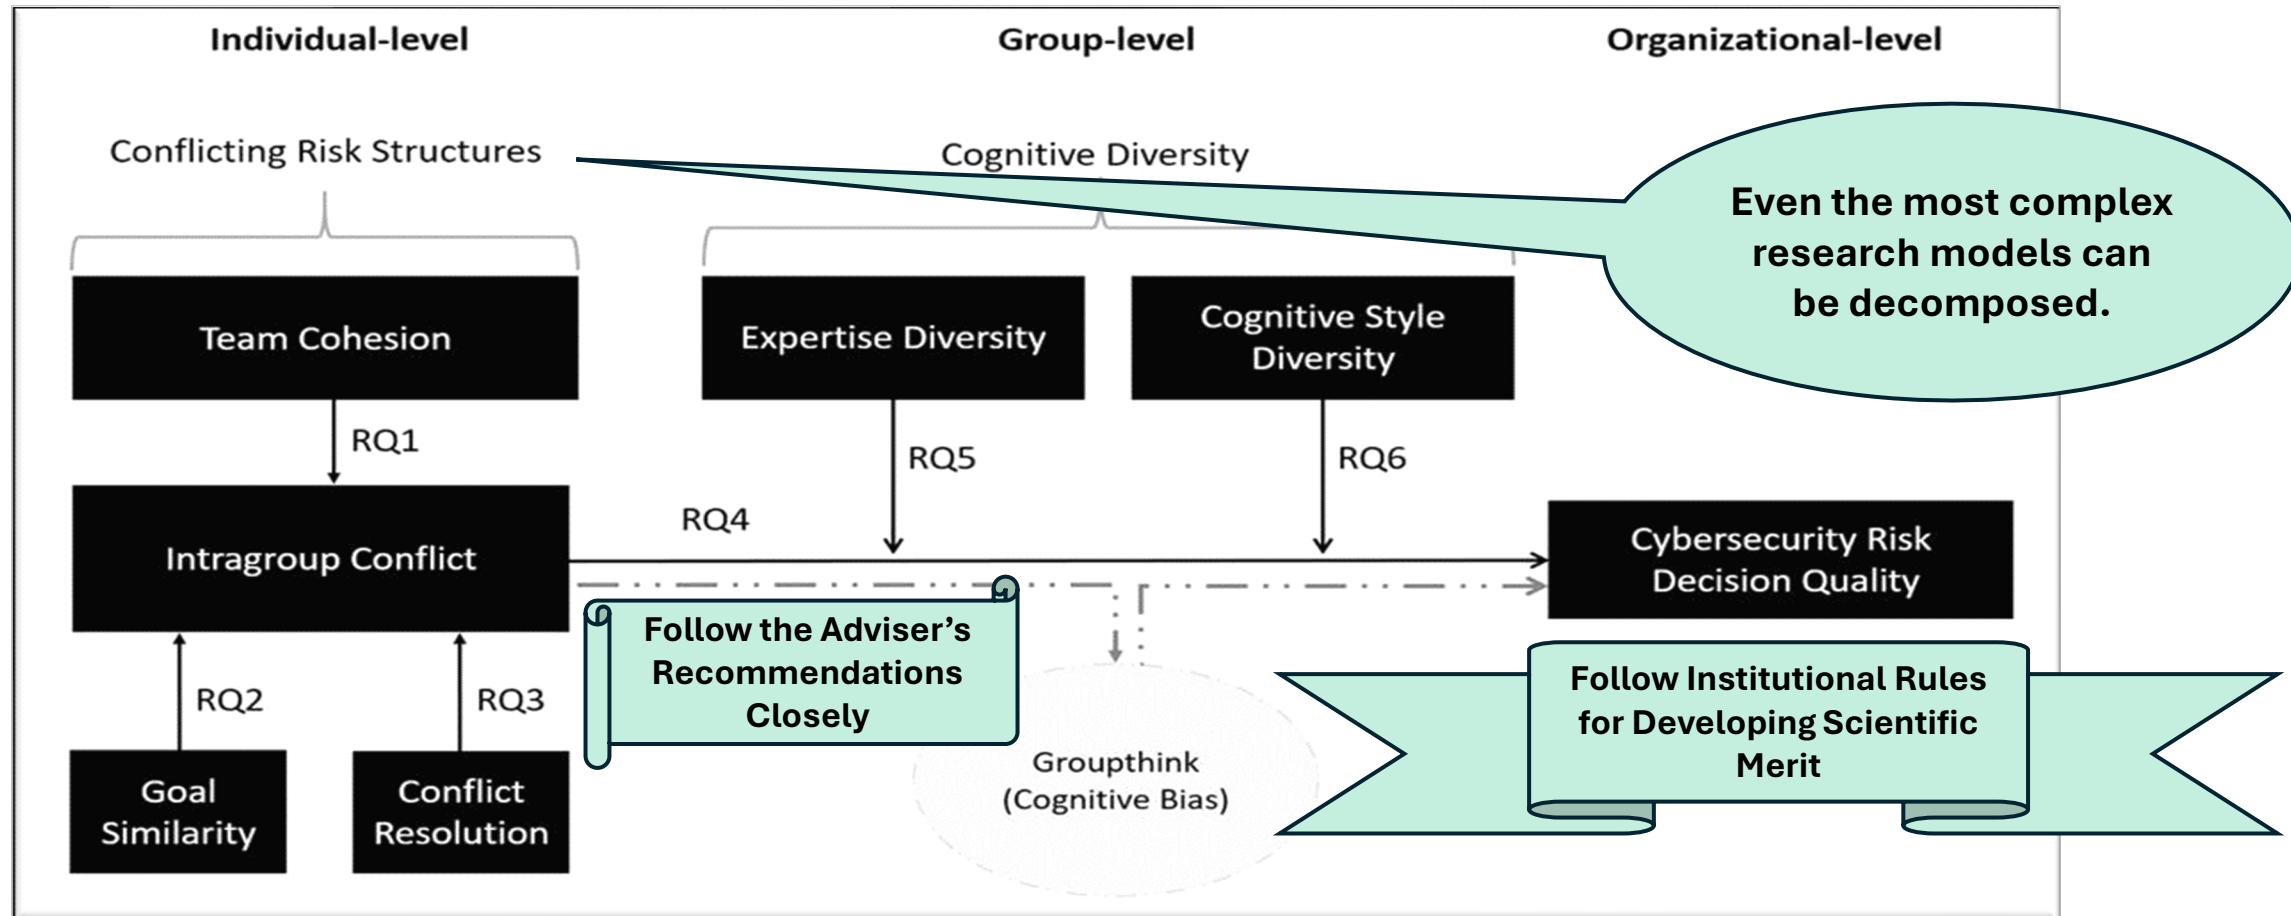 Individual-level
Group-level
Organizational-level
Conflicting Risk Structures
Cognitive Diversity
Even the most complex
research models can
be decomposed.
Team Cohesion
Expertise Diversity
Cognitive Style
Diversity
RQ1
RQ5
RQ6
Intragroup Conflict
RQ4
Cybersecurity Risk
Decision Quality
Follow the Adviser’s
Recommendations
Closely
Follow Institutional Rules
for Developing Scientific
Merit
RQ2
RQ3
Goal
Similarity
Conflict
Resolution
Groupthink
(Cognitive Bias)